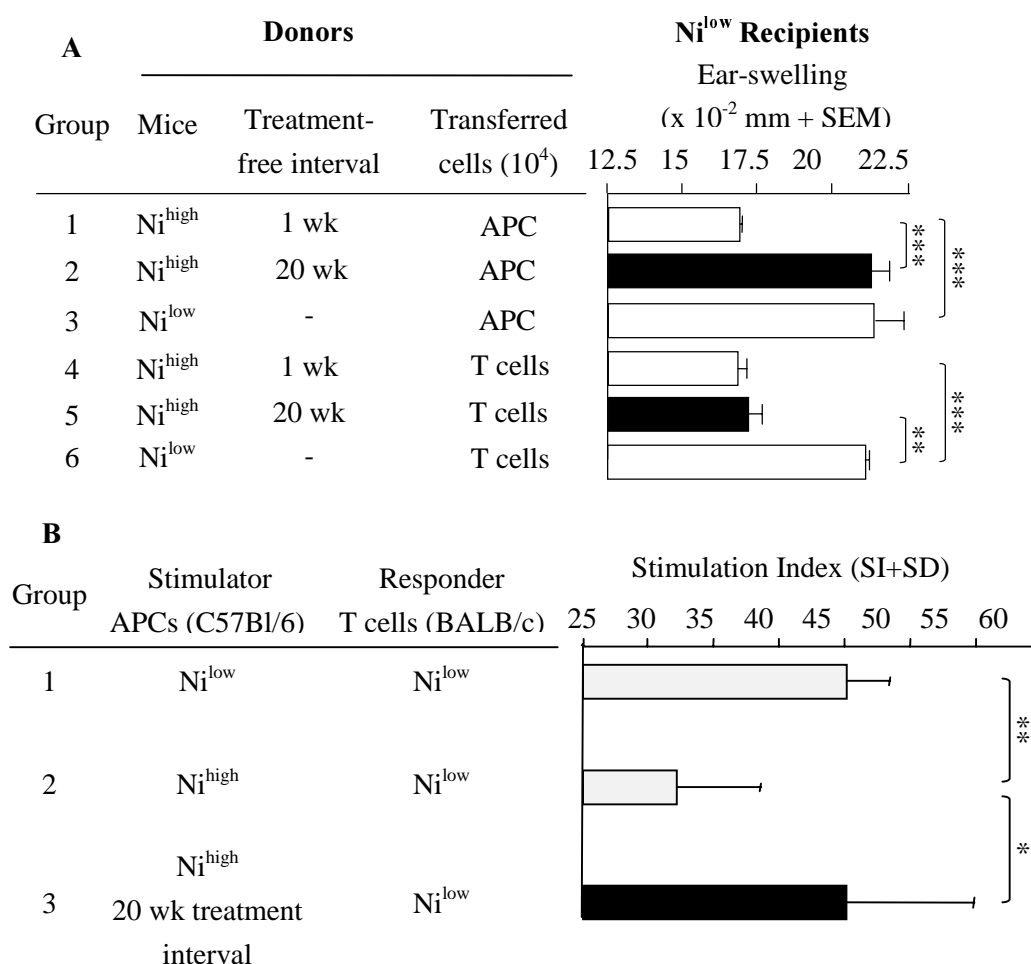 A
Donors
Ni^low Recipients
Ear-swelling
(x 10^-2 mm + SEM)
Group Mice Treatment-free interval Transferred cells (10^4)
12.5 15 17.5 20 22.5
1 Ni^high 1 wk APC
2 Ni^high 20 wk APC
3 Ni^low - APC
4 Ni^high 1 wk T cells
5 Ni^high 20 wk T cells
6 Ni^low - T cells
***
***
***
**
B
Group Stimulator APCs (C57Bl/6) Responder T cells (BALB/c)
Stimulation Index (SI+SD)
25 30 35 40 45 50 55 60
1 Ni^low Ni^low
2 Ni^high Ni^low
3 Ni^high 20 wk treatment interval Ni^low
**
*